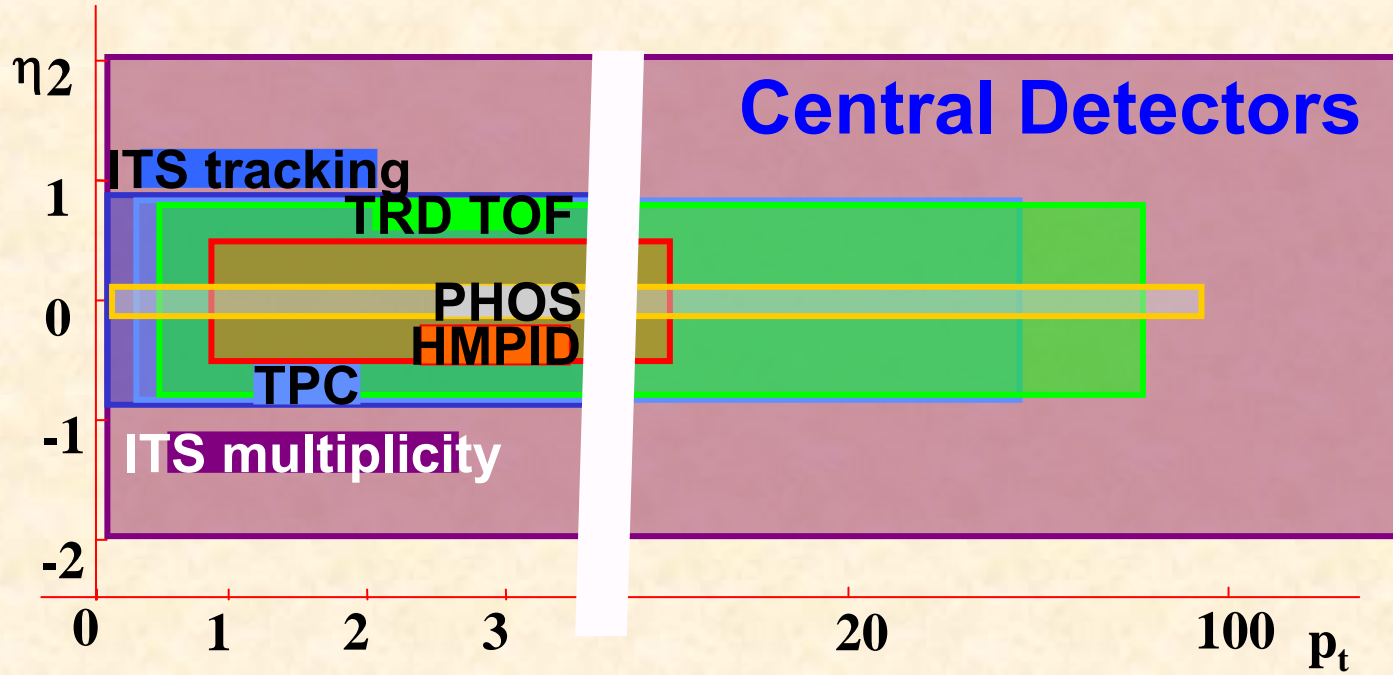 η2
Central Detectors
ITS tracking
1
TRD TOF
PHOS
0
HMPID
TPC
-1
ITS multiplicity
-2
0 1 2 3 20 100 pt